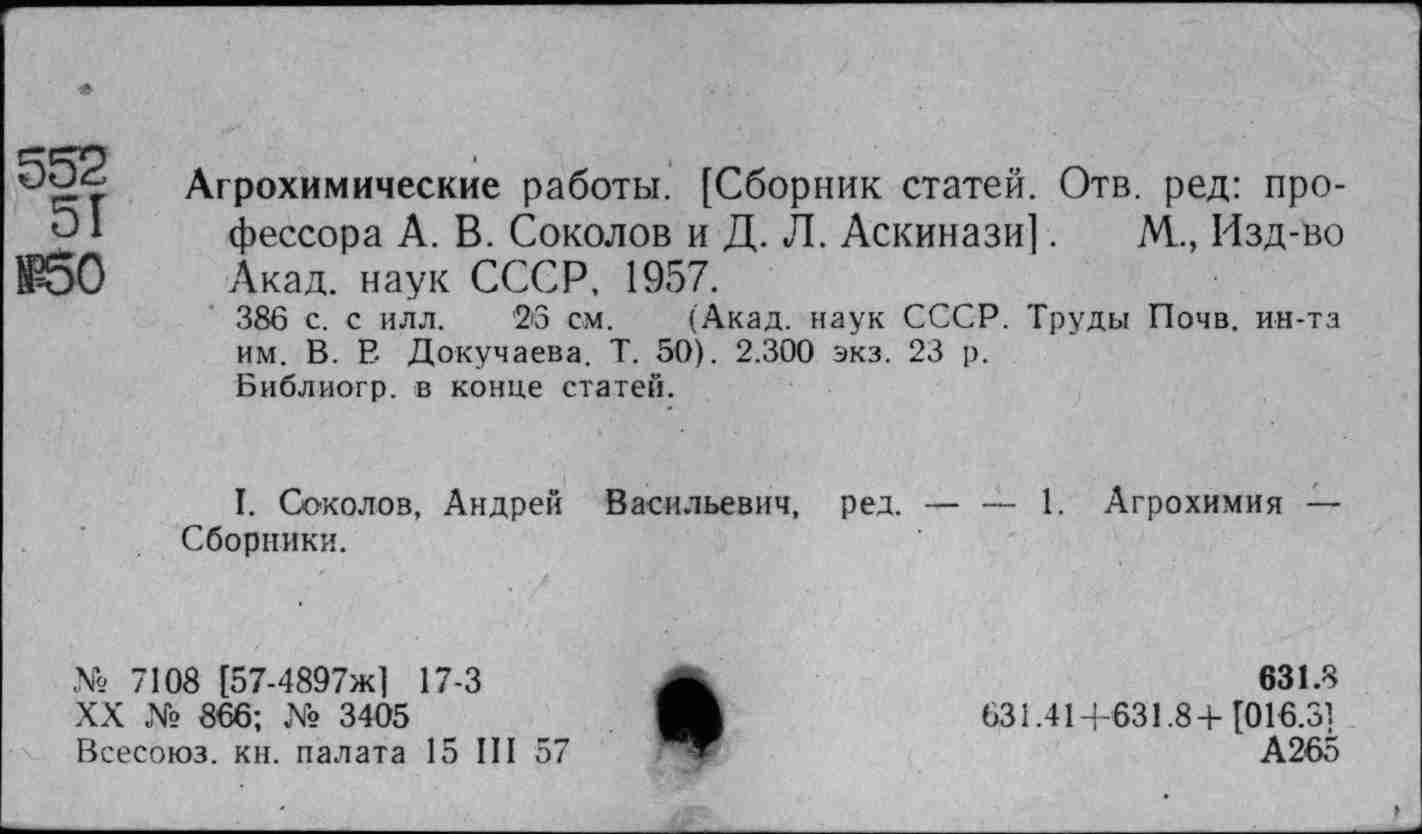 552
51
№50
Агрохимические работы. [Сборник статей. Отв. ред: про-
фессора А. В. Соколов и Д. Л. Аскинази]. М., Изд-во
Акад. наук СССР, 1957.
386 с. с илл. 26 см. (Акад. наук СССР. Труды Почв. ин-та
им. В. В. Докучаева. Т. 50). 2.300 экз. 23 р.
Библиогр. в конце статей.
I. Соколов, Андрей Васильевич, ред. — — 1. Агрохимия —
Сборники.
№ 7108 [57-4897ж] 17-3
XX № 866; № 3405
Всесоюз. кн. палата 15 III 57
631.8
631.41+631.8+[016.3]
А265